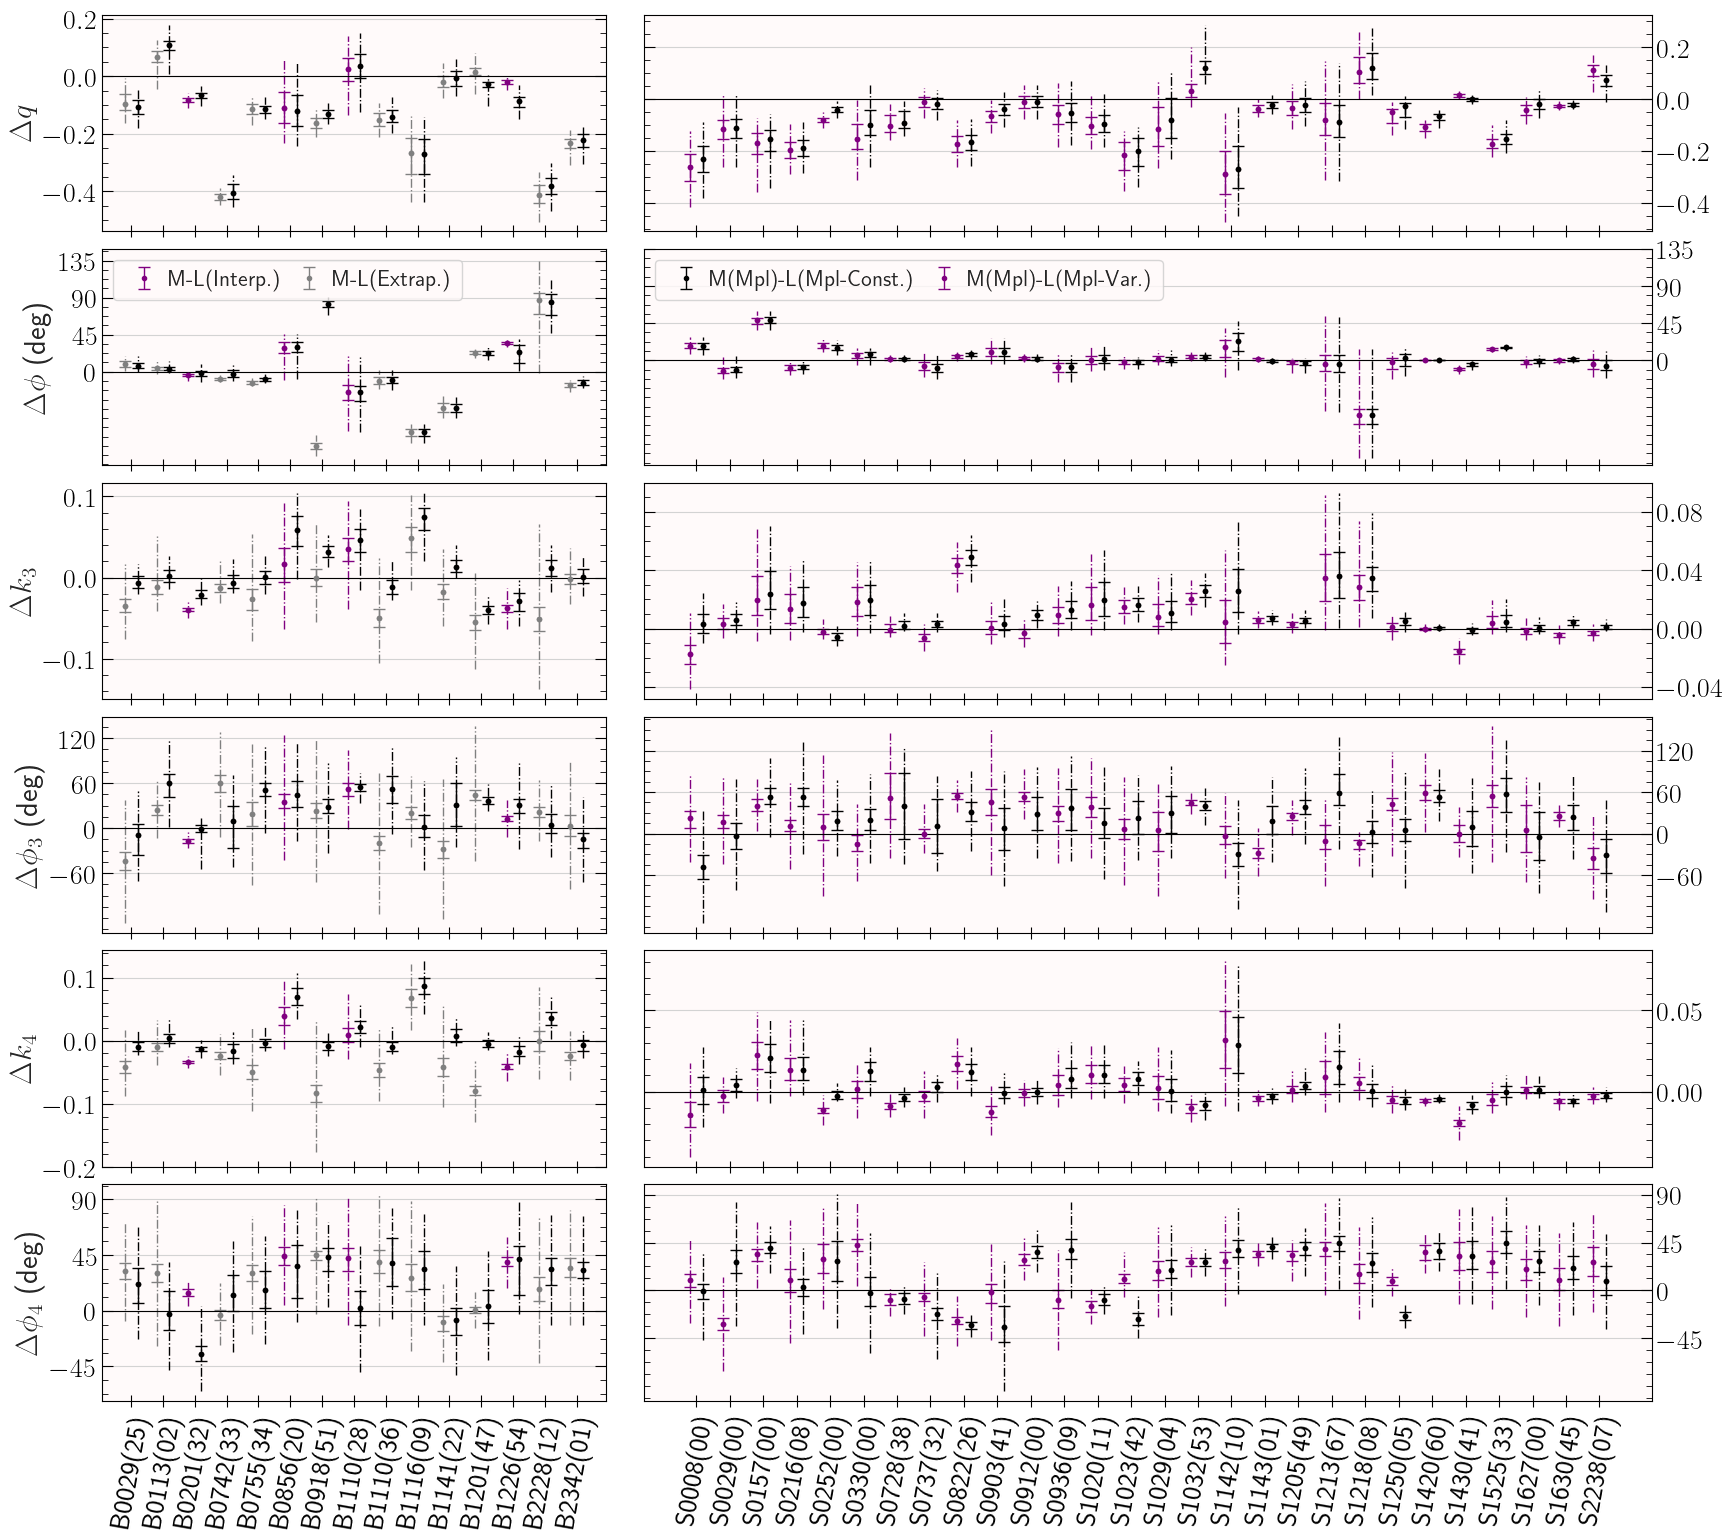 0.2
0.0
−0.2
−0.4
Δq
0.2
0.0
−0.2
−0.4
135
90
45
0
Δϕ (deg)
M-L(Interp.) M-L(Extrap.)
M(Mpl)-L(Mpl-Const.) M(Mpl)-L(Mpl-Var.)
135
90
45
0
0.1
0.0
−0.1
Δk3
0.08
0.04
0.00
−0.04
120
60
0
−60
Δϕ3 (deg)
120
60
0
−60
0.1
0.0
−0.1
−0.2
Δk4
0.05
0.00
90
45
0
−45
Δϕ4 (deg)
90
45
0
−45
B0029(25)
B0113(02)
B0201(32)
B0742(33)
B0755(34)
B0856(20)
B0918(51)
B1110(28)
B1110(36)
B1116(09)
B1141(22)
B1201(47)
B1226(54)
B2228(12)
B2342(01)
S0008(00)
S0029(00)
S0157(00)
S0216(08)
S0252(00)
S0330(00)
S0728(38)
S0737(32)
S0822(26)
S0903(41)
S0912(00)
S0936(09)
S1020(11)
S1023(42)
S1029(04)
S1032(53)
S1142(10)
S1143(01)
S1205(49)
S1213(67)
S1218(08)
S1250(05)
S1420(60)
S1430(41)
S1525(33)
S1627(00)
S1630(45)
S2238(07)